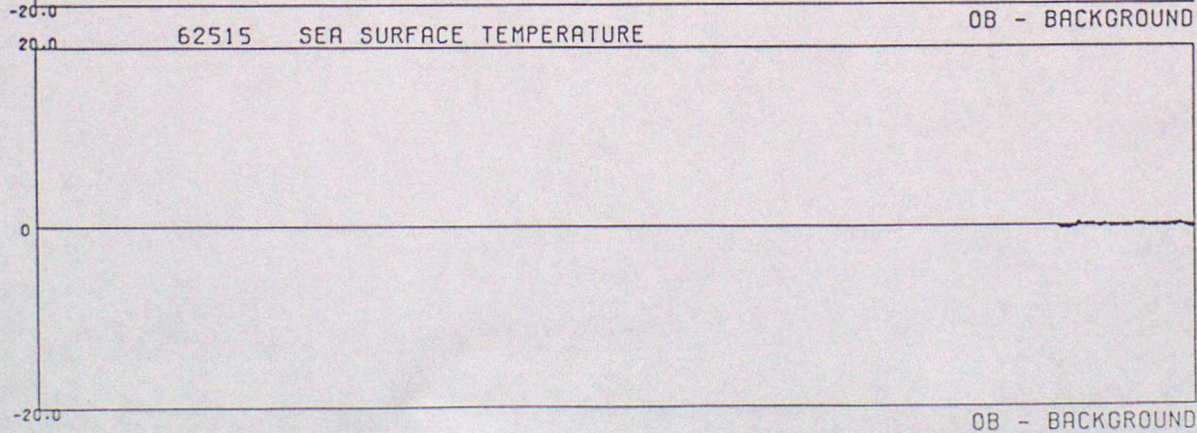 -20.0 OB - BACKGROUND
20.0 62515 SEA SURFACE TEMPERATURE
0
-20.0
OB - BACKGROUND